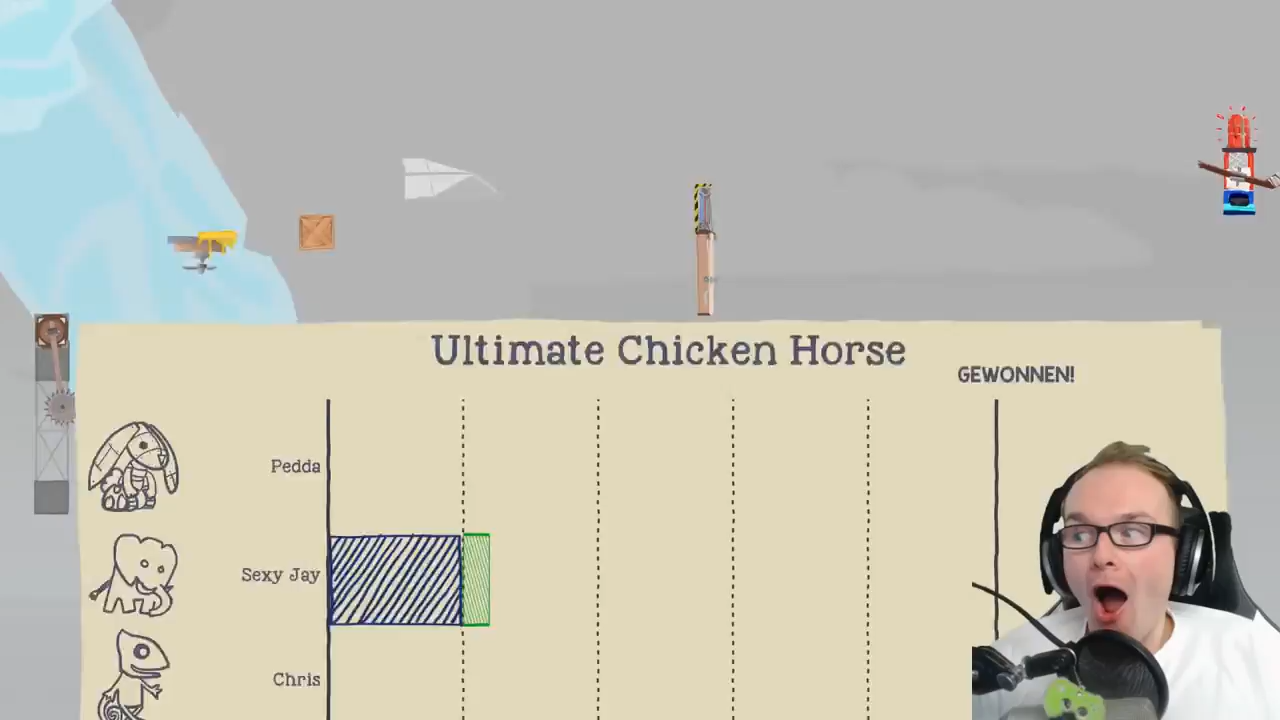 Ultimate Chicken Horse
GEWONNEN!
Pedda
Sexy Jay
Chris